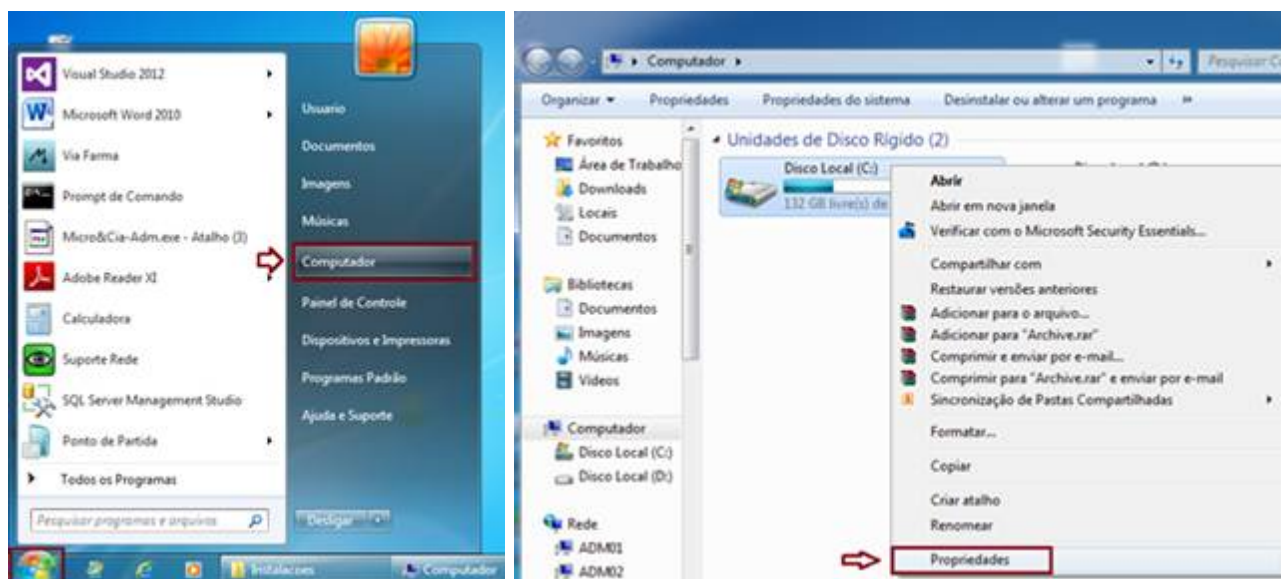 Visual Studio 2012
Microsoft Word 2010
Via Farma
Prompt de Comando
Micro&Cia-Adm.exe - Atalho (3)
Adobe Reader XI
Calculadora
Suporte Rede
SQL Server Management Studio
Ponto de Partida
Todos os Programas
Pesquisar programas e arquivos
Usuario
Documentos
Imagens
Músicas
Computador
Painel de Controle
Dispositivos e Impressoras
Programas Padrão
Ajuda e Suporte
Desligar
Instalacoes
Computador
Computador
Pesquisar
Organizar
Propriedades
Propriedades do sistema
Desinstalar ou alterar um programa
Favoritos
Área de Trabalho
Downloads
Locais
Documentos
Bibliotecas
Documentos
Imagens
Músicas
Vídeos
Computador
Disco Local (C:)
Disco Local (D:)
Rede
ADM01
ADM02
Unidades de Disco Rígido (2)
Disco Local (C:)
132 GB livre(s) de
Abrir
Abrir em nova janela
Verificar com o Microsoft Security Essentials...
Compartilhar com
Restaurar versões anteriores
Adicionar para o arquivo...
Adicionar para "Archive.rar"
Comprimir e enviar por e-mail...
Comprimir para "Archive.rar" e enviar por e-mail
Sincronização de Pastas Compartilhadas
Formatar...
Copiar
Criar atalho
Renomear
Propriedades